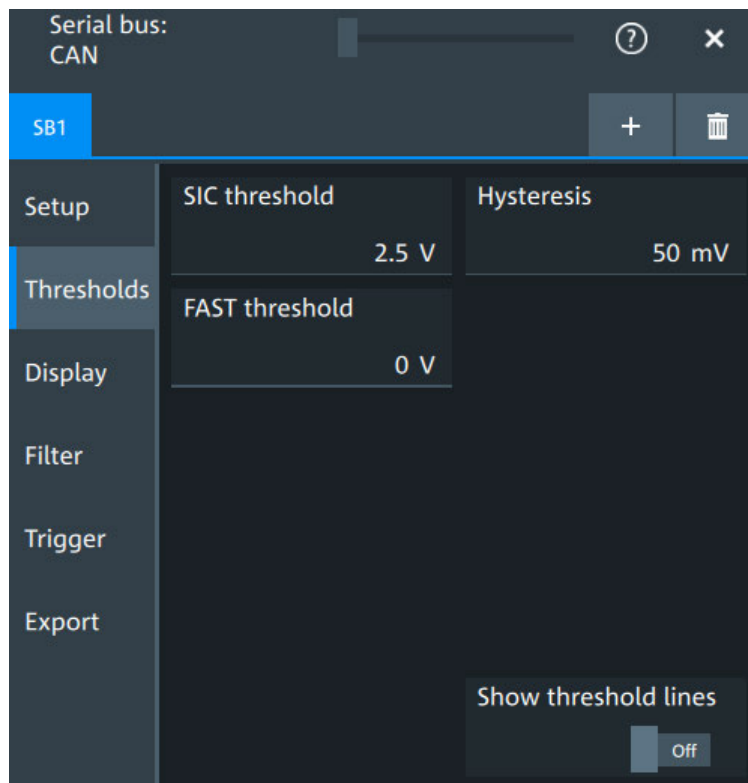 Serial bus:
CAN
?
SB1
Setup
Thresholds
Display
Filter
Trigger
Export
SIC threshold
2.5 V
Hysteresis
50 mV
FAST threshold
0 V
Show threshold lines
Off